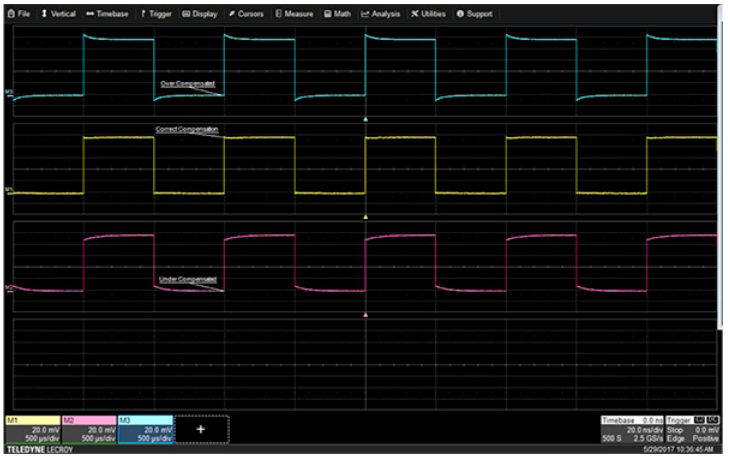 File Vertical Timebase Trigger Display Cursors Measure Math Analysis Utilities Support
Over Compensated
M3
Correct Compensation
M1
Under Compensated
M2
M1 M2 M3
20.0 mV 20.0 mV 20.0 mV
500 µs/div 500 µs/div 500 µs/div
+
Timebase 0.0 ns Trigger
20.0 ns/div Stop 0.0 mV
500 S 2.5 GS/s Edge Positive
TELEDYNE LECROY 5/29/2017 10:36:45 AM